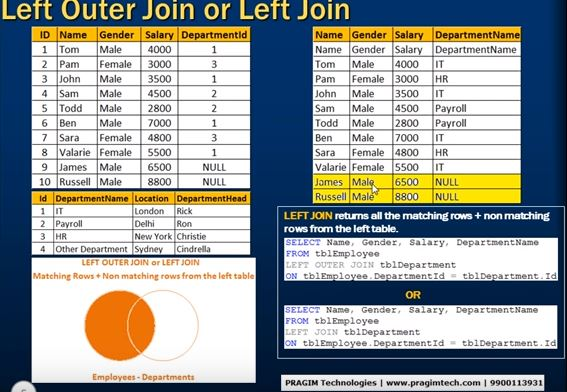 Left Outer Join or Left Join
ID Name Gender Salary DepartmentId
1 Tom Male 4000 1
2 Pam Female 3000 3
3 John Male 3500 1
4 Sam Male 4500 2
5 Todd Male 2800 2
6 Ben Male 7000 1
7 Sara Female 4800 3
8 Valarie Female 5500 1
9 James Male 6500 NULL
10 Russell Male 8800 NULL
Id DepartmentName Location DepartmentHead
1 IT London Rick
2 Payroll Delhi Ron
3 HR New York Christie
4 Other Department Sydney Cindrella
LEFT OUTER JOIN or LEFT JOIN
Matching Rows + Non matching rows from the left table
Employees - Departments
Name Gender Salary DepartmentName
Name Gender Salary DepartmentName
Tom Male 4000 IT
Pam Female 3000 HR
John Male 3500 IT
Sam Male 4500 Payroll
Todd Male 2800 Payroll
Ben Male 7000 IT
Sara Female 4800 HR
Valarie Female 5500 IT
James Male 6500 NULL
Russell Male 8800 NULL
LEFT JOIN returns all the matching rows + non matching
rows from the left table.
SELECT Name, Gender, Salary, DepartmentName
FROM tblEmployee
LEFT OUTER JOIN tblDepartment
ON tblEmployee.DepartmentId = tblDepartment.Id
OR
SELECT Name, Gender, Salary, DepartmentName
FROM tblEmployee
LEFT JOIN tblDepartment
ON tblEmployee.DepartmentId = tblDepartment.Id
PRAGIM Technologies | www.pragimtech.com | 9900113931